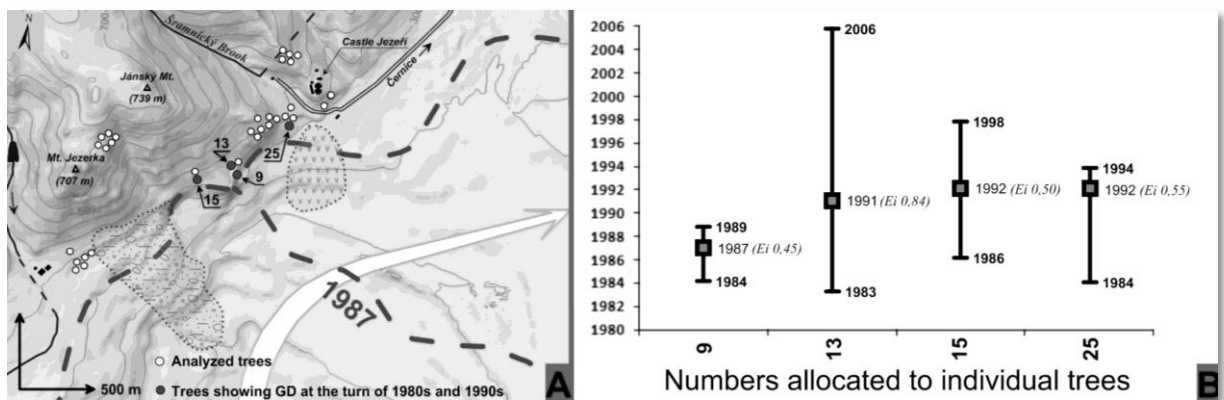 N
700
300
Šramnický Brook
Castle Jezeří
Černice
Jánský Mt.
(739 m)
Mt. Jezerka
(707 m)
13
25
9
15
1987
500 m
Analyzed trees
Trees showing GD at the turn of 1980s and 1990s
A
2006
2004
2002
2000
1998
1996
1994
1992
1990
1988
1986
1984
1982
1980
1989
1987 (Ei 0,45)
1984
2006
1991 (Ei 0,84)
1983
1998
1992 (Ei 0,50)
1986
1994
1992 (Ei 0,55)
1984
9
13
15
25
Numbers allocated to individual trees
B